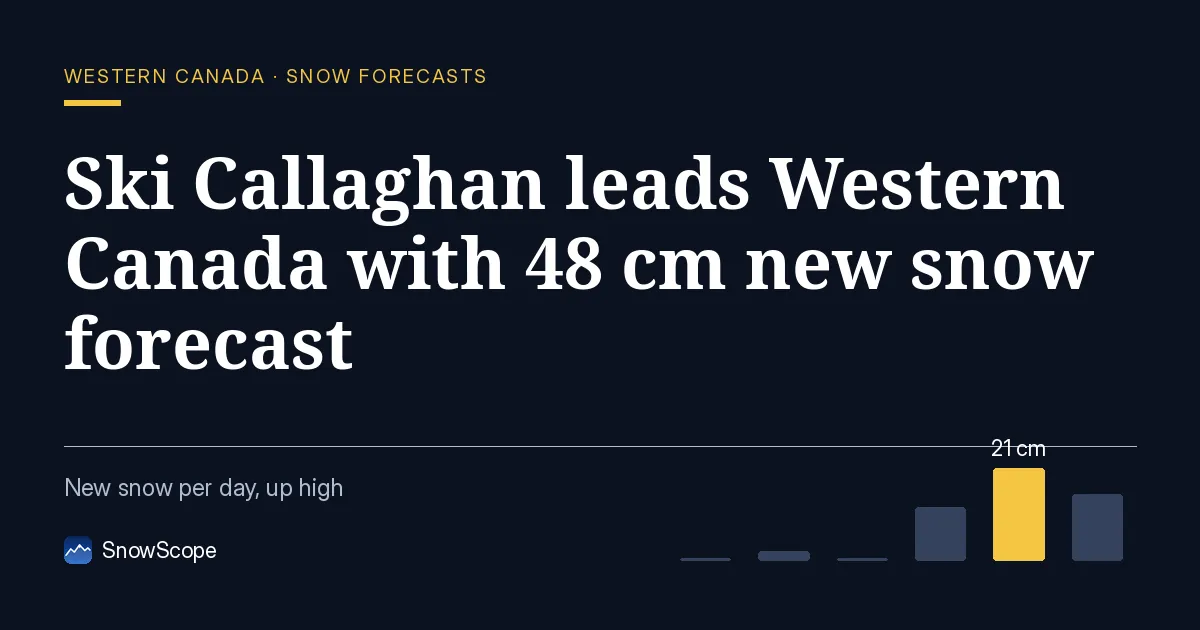 WESTERN CANADA · SNOW FORECASTS
Ski Callaghan leads Western
Canada with 48 cm new snow
forecast
21 cm
New snow per day, up high
SnowScope